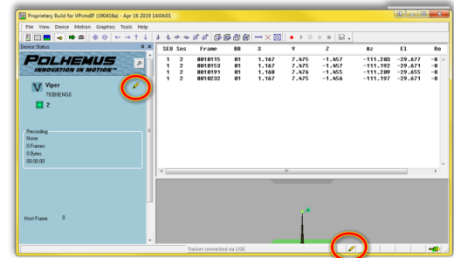 Proprietary Build for VPcmdIF (190416a) - Apr 16 2019 14:04:01
File View Device Motion Graphics Tools Help
Device Status
POLHEMUS
INNOVATION IN MOTION™
Viper
2
Recording
None
0 Frames
0 Bytes
00:00:00
Host Frame 0
SEU Sns Frame BB X Y Z Az El Ro
1 2 0010115 01 1.167 7.475 -1.457 -111.203 -29.677 -0
1 2 0010153 01 1.167 7.475 -1.457 -111.192 -29.671 -0
1 2 0010191 01 1.168 7.476 -1.455 -111.209 -29.655 -0
1 2 0010232 01 1.167 7.475 -1.456 -111.197 -29.671 -0
Tracker connected via USB